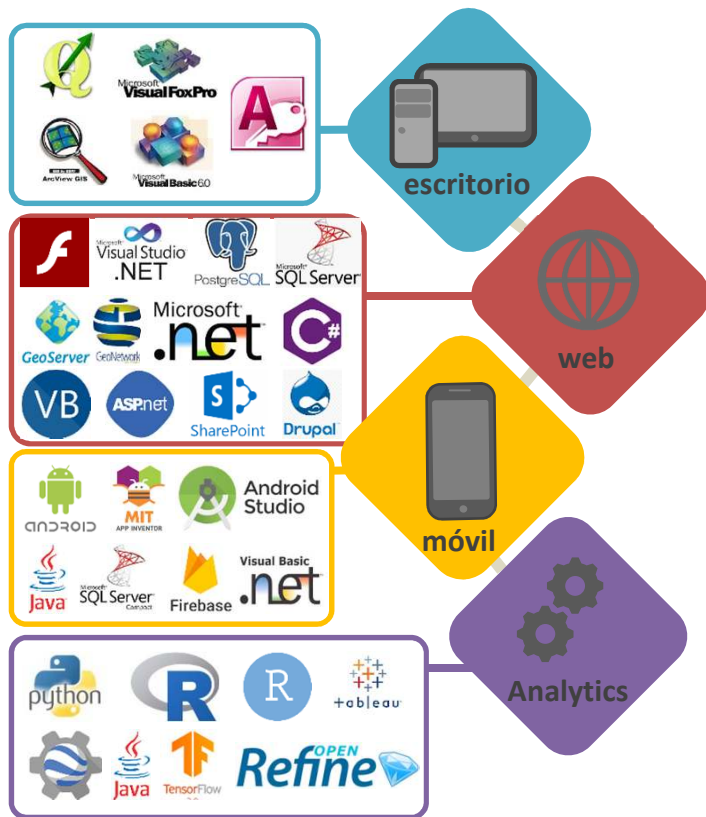 Microsoft
Visual FoxPro
A
ArcView GIS
Microsoft
Visual Basic 6.0
escritorio
Microsoft
Visual Studio
.NET
PostgreSQL
Microsoft
SQL Server
GeoServer
GeoNetwork
Microsoft
.net
C#
VB
ASP.net
S
SharePoint
Drupal
web
ANDROID
MIT
APP INVENTOR
Android
Studio
Java
Microsoft
SQL Server
Compact
Firebase
Visual Basic
.net
móvil
python
R
R
+ableau
Java
TensorFlow
OPEN
Refine
Analytics